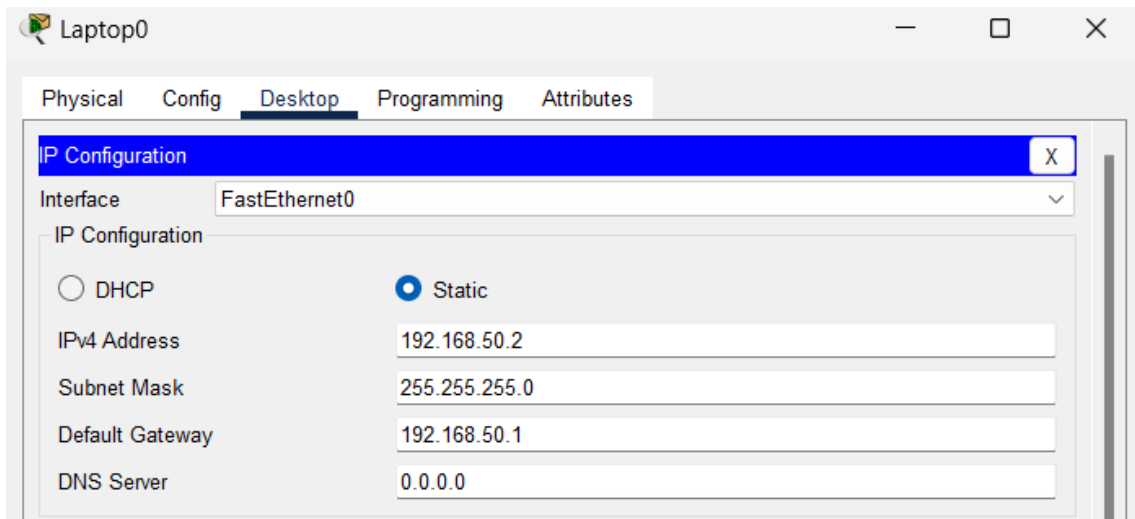 Laptop0
Physical Config Desktop Programming Attributes
IP Configuration X
Interface FastEthernet0
IP Configuration
DHCP Static
IPv4 Address 192.168.50.2
Subnet Mask 255.255.255.0
Default Gateway 192.168.50.1
DNS Server 0.0.0.0